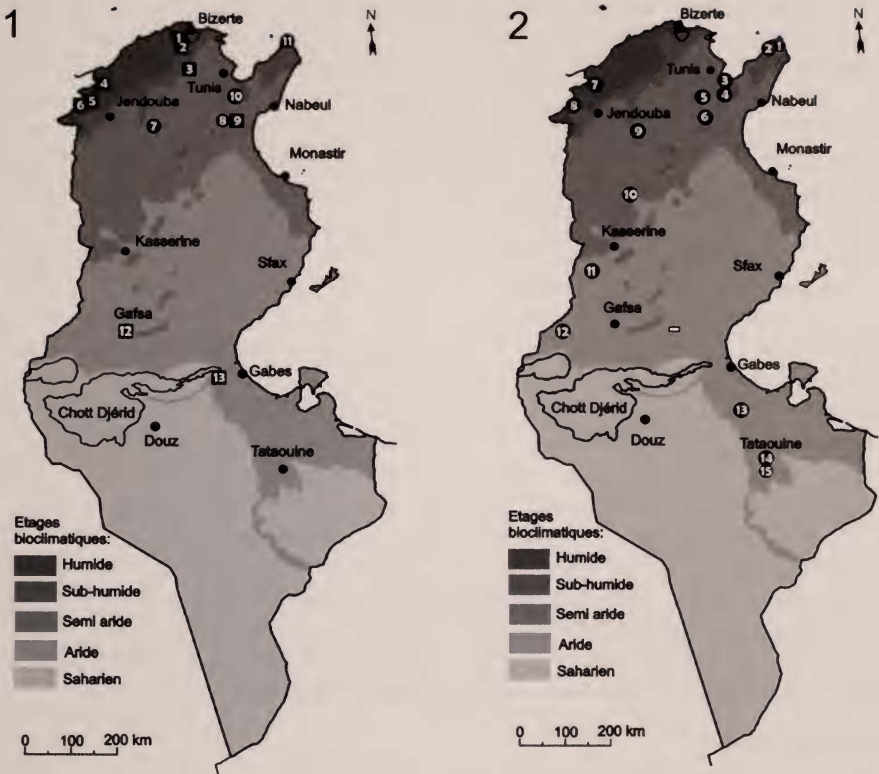 1
Bizerte
N
1
2
11
3
Tunis
4
10
5
6
Jendouba
Nabeul
7
8
9
Monastir
Kasserine
Sfax
Gafsa
12
Gabes
13
Chott Djérid
Douz
Tataouine
Etages
bioclimatiques:
Humide
Sub-humide
Semi aride
Aride
Saharien
0 100 200 km
2
Bizerte
N
2
1
Tunis
3
7
4
5
8
Nabeul
Jendouba
6
9
Monastir
10
Kasserine
11
Sfax
Gafsa
12
Gabes
Chott Djérid
13
Douz
Tataouine
14
15
Etages
bioclimatiques:
Humide
Sub-humide
Semi aride
Aride
Saharien
0 100 200 km